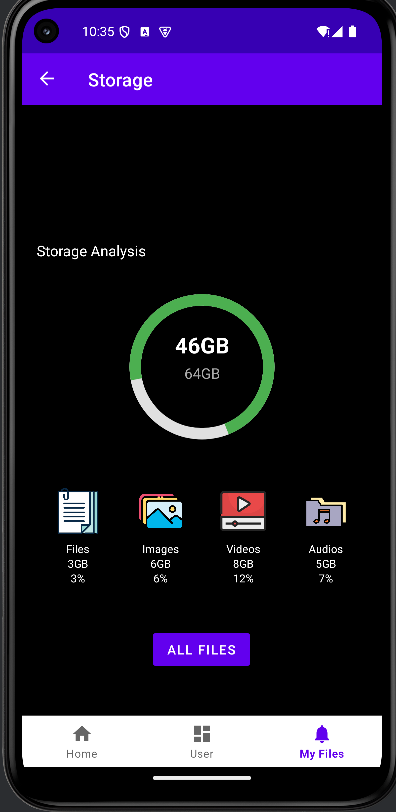 10:35
Storage
Storage Analysis
46GB
64GB
Files
3GB
3%
Images
6GB
6%
Videos
8GB
12%
Audios
5GB
7%
ALL FILES
Home
User
My Files